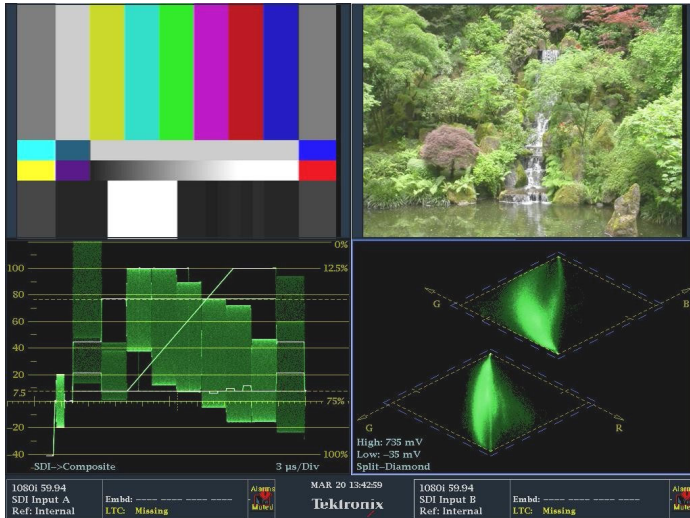 100
80
60
40
20
7.5
-20
-40
0%
12.5%
75%
100%
-SDI->Composite
3 µs/Div
G
B
G
R
High: 735 mV
Low: -35 mV
Split-Diamond
1080i 59.94
SDI Input A
Ref: Internal
Embd: ---- ---- ---- ----
LTC: Missing
Alarms
Muted
MAR 20 13:42:59
Tektronix
1080i 59.94
SDI Input B
Ref: Internal
Embd: ---- ---- ---- ----
LTC: Missing
Alarms
Muted